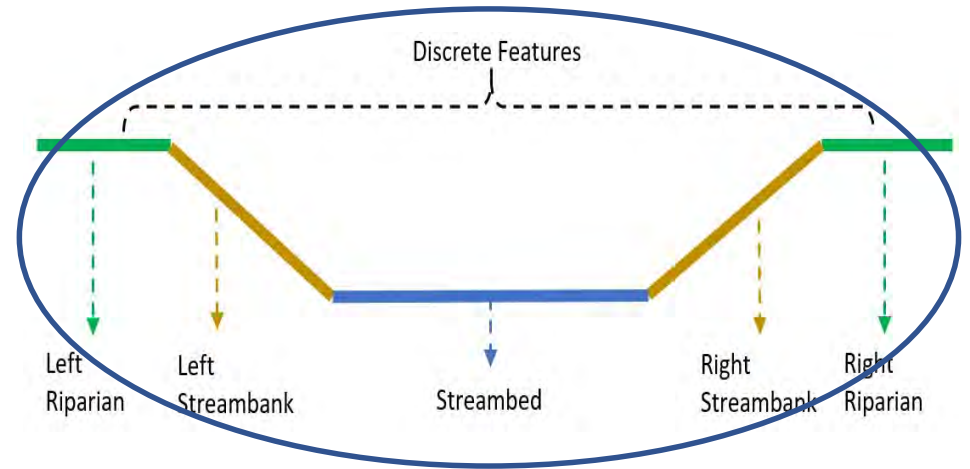 Discrete Features
Left
Riparian
Left
Streambank
Streambed
Right
Streambank
Right
Riparian